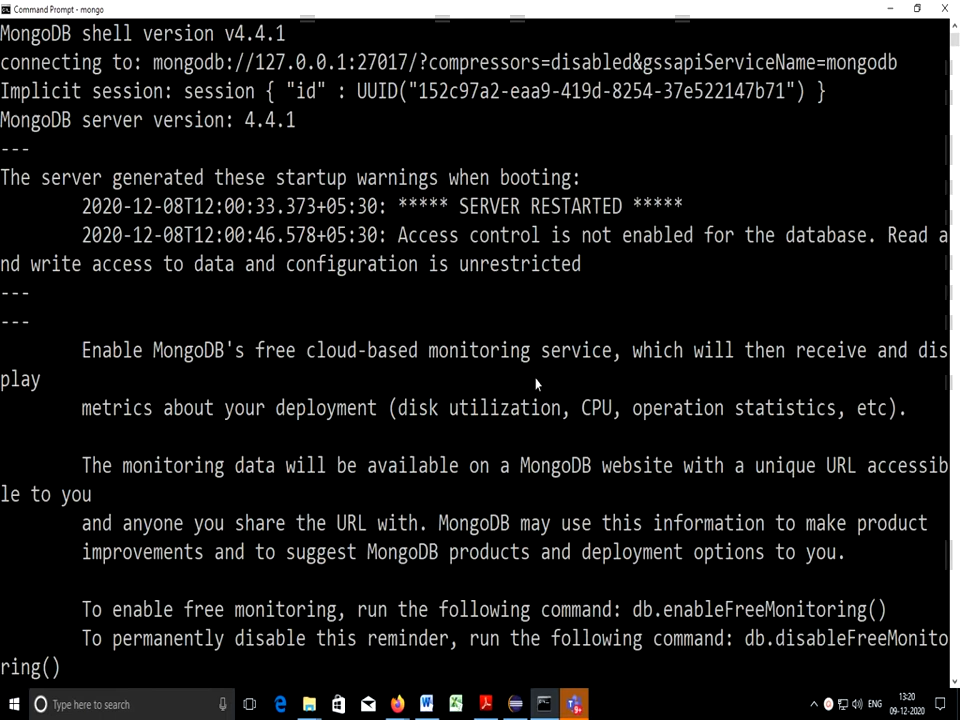 Command Prompt - mongo
MongoDB shell version v4.4.1
connecting to: mongodb://127.0.0.1:27017/?compressors=disabled&gssapiServiceName=mongodb
Implicit session: session { "id" : UUID("152c97a2-eaa9-419d-8254-37e522147b71") }
MongoDB server version: 4.4.1
---
The server generated these startup warnings when booting:
2020-12-08T12:00:33.373+05:30: ***** SERVER RESTARTED *****
2020-12-08T12:00:46.578+05:30: Access control is not enabled for the database. Read a
nd write access to data and configuration is unrestricted
---
---
Enable MongoDB's free cloud-based monitoring service, which will then receive and dis
play
metrics about your deployment (disk utilization, CPU, operation statistics, etc).
The monitoring data will be available on a MongoDB website with a unique URL accessib
le to you
and anyone you share the URL with. MongoDB may use this information to make product
improvements and to suggest MongoDB products and deployment options to you.
To enable free monitoring, run the following command: db.enableFreeMonitoring()
To permanently disable this reminder, run the following command: db.disableFreeMonito
ring()
Type here to search
ENG
13:20
09-12-2020